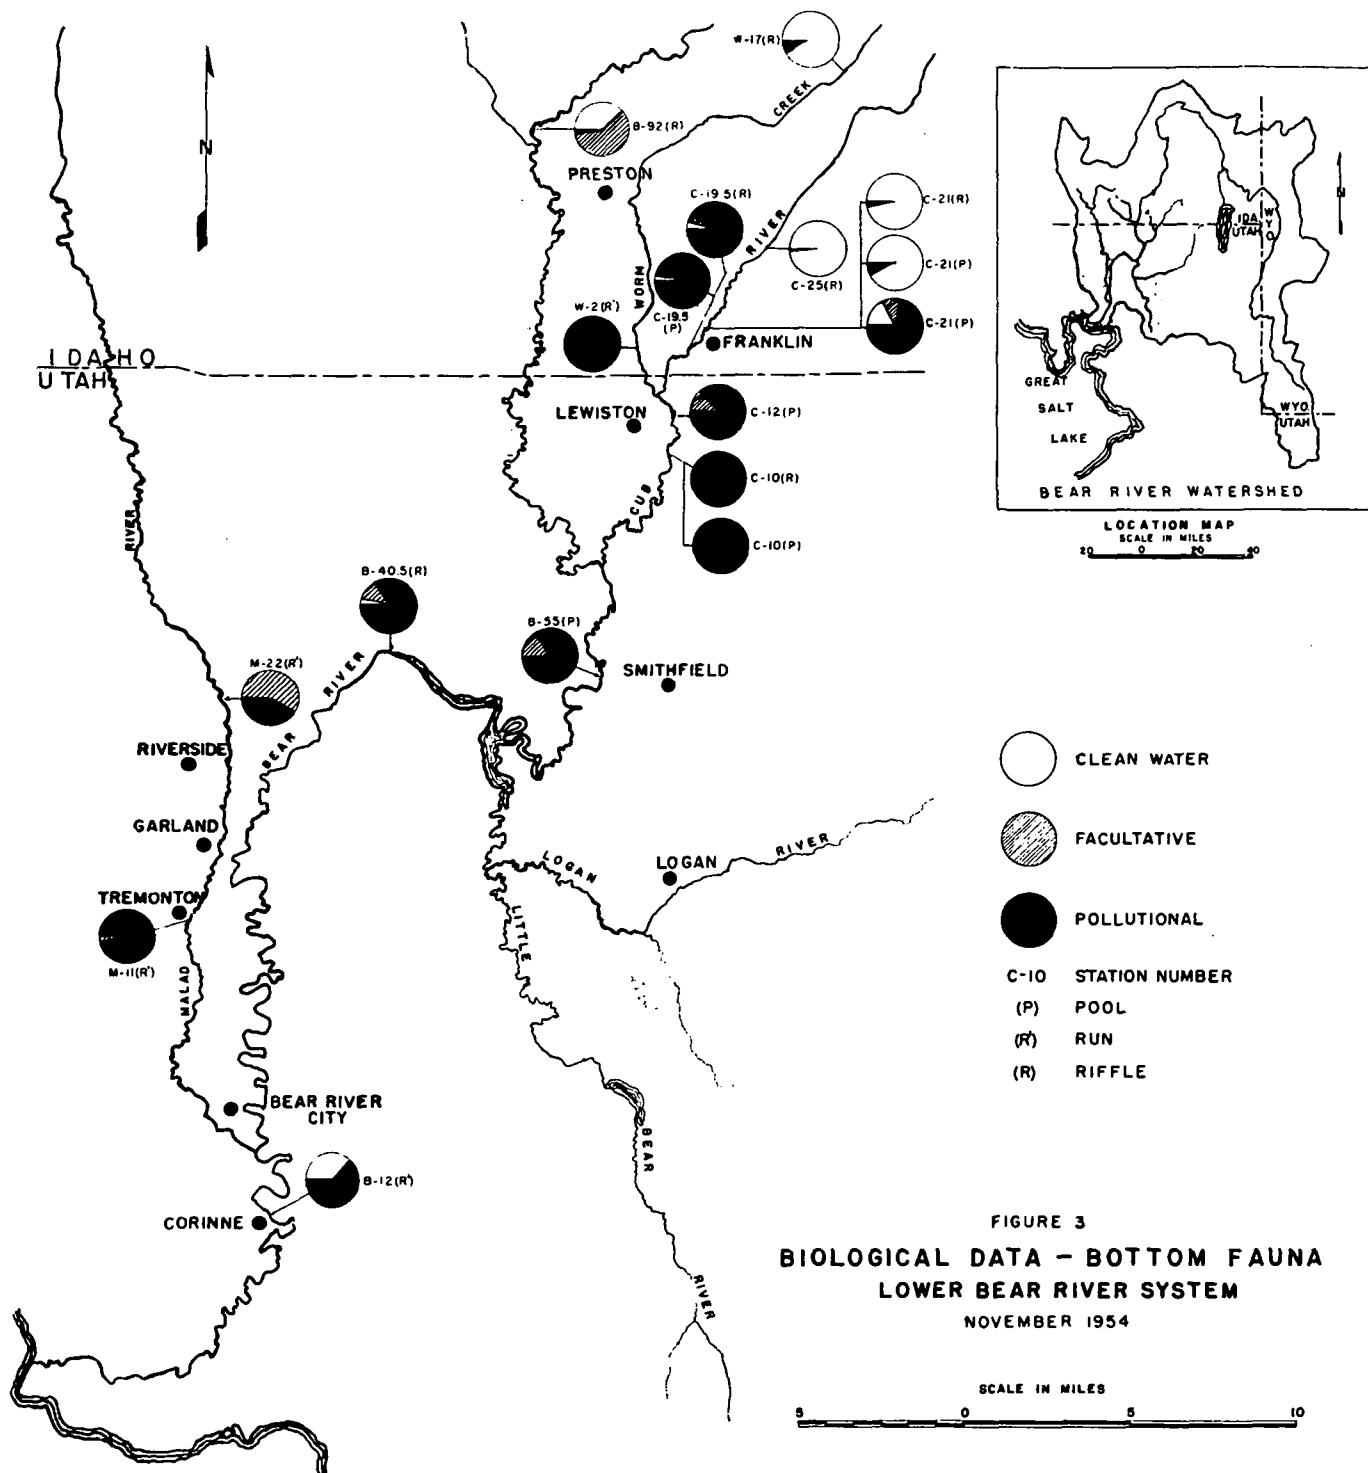 W-17(R)
CREEK
N
B-92(R)
PRESTON
C-19.5(R)
RIVER
C-21(R)
C-21(P)
C-25(R)
C-21(P)
WORM
C-19.5
(P)
W-2(R')
FRANKLIN
IDAHO
UTAH
LEWISTON
C-12(P)
C-10(R)
CUB
C-10(P)
RIVER
B-40.5(R)
B-55(P)
SMITHFIELD
M-22(R')
RIVER
BEAR
RIVERSIDE
GARLAND
LOGAN
RIVER
LOGAN
TREMONTON
M-11(R')
MALAD
LITTLE
BEAR RIVER
CITY
BEAR
B-12(R')
CORINNE
RIVER
N
IDA
UTAH
WYO
GREAT
SALT
LAKE
WYO
UTAH
BEAR RIVER WATERSHED
LOCATION MAP
SCALE IN MILES
20 0 20 40
CLEAN WATER
FACULTATIVE
POLLUTIONAL
C-10 STATION NUMBER
(P) POOL
(R') RUN
(R) RIFFLE
FIGURE 3
BIOLOGICAL DATA - BOTTOM FAUNA
LOWER BEAR RIVER SYSTEM
NOVEMBER 1954
SCALE IN MILES
5 0 5 10